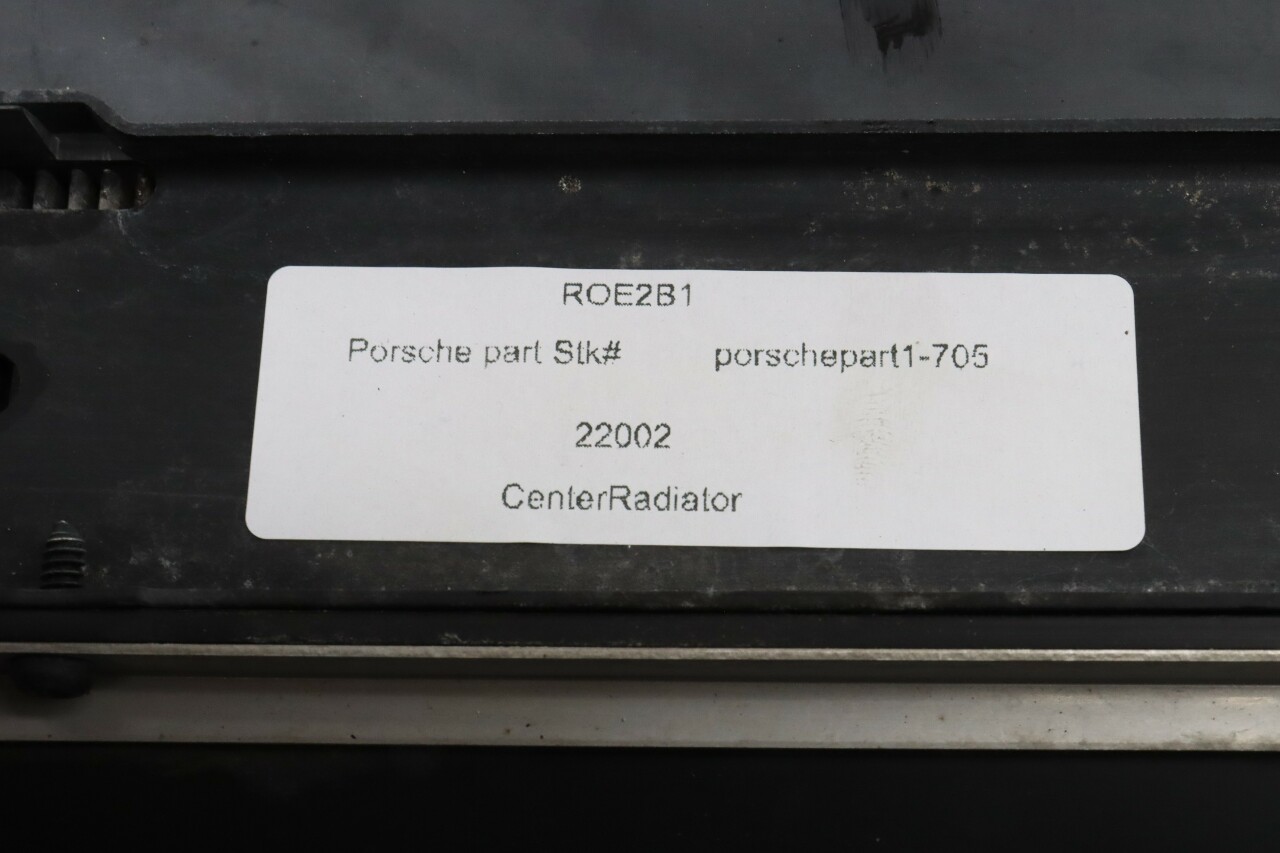 ROE2B1
Porsche part Stk# porschepart1-705
22002
CenterRadiator